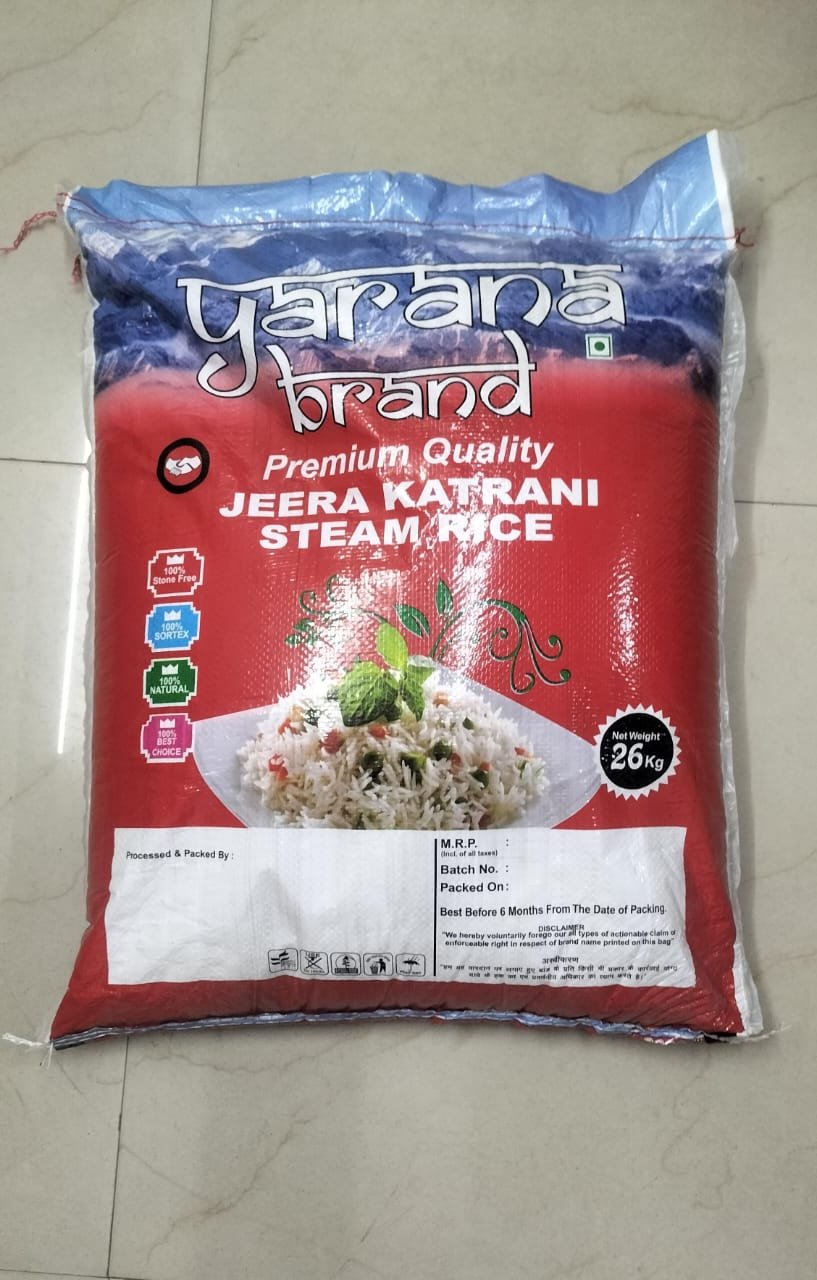 yarana
brand
Premium Quality
JEERA KATRANI
STEAM RICE
100%
Stone Free
100%
SORTEX
100%
NATURAL
100%
BEST
CHOICE
Net Weight
26 Kg
Processed & Packed By :
M.R.P. :
(Incl. of all taxes)
Batch No. :
Packed On :
Best Before 6 Months From The Date of Packing.
DISCLAIMER
"We hereby voluntarily forego our all types of actionable claim or
enforceable right in respect of brand name printed on this bag"
अस्वीकरण